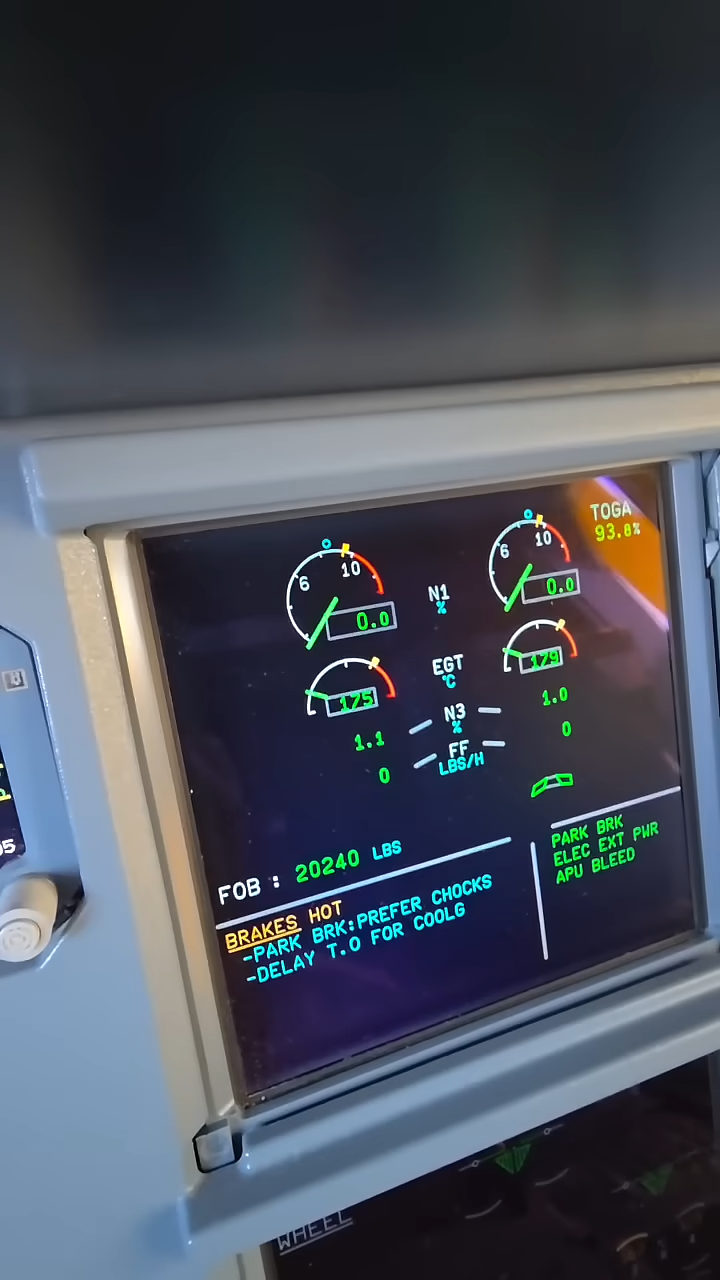 TOGA
93.8%
6 10
6 10
0.0
N1
%
0.0
175
EGT
°C
179
1.1
N3
%
1.0
0
FF
LBS/H
0
FOB : 20240 LBS
BRAKES HOT
-PARK BRK:PREFER CHOCKS
-DELAY T.O FOR COOLG
PARK BRK
ELEC EXT PWR
APU BLEED
05
WHEEL